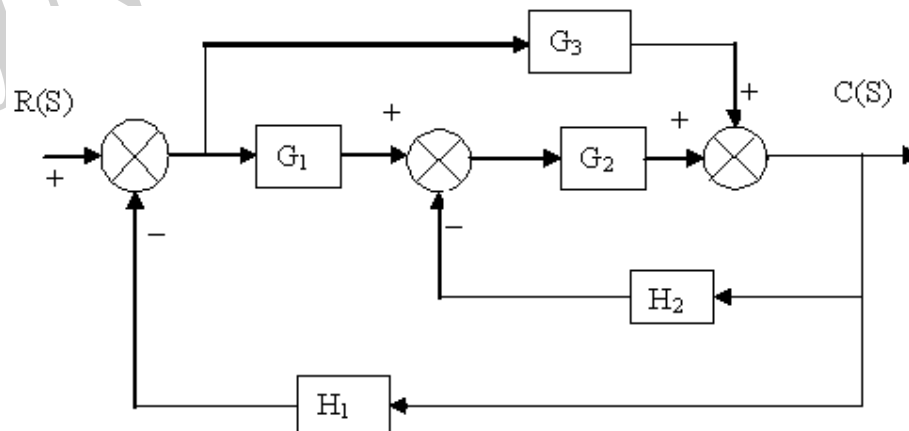 G₃
R(S)
C(S)
+
+
+
+
G₁
G₂
−
−
H₂
H₁